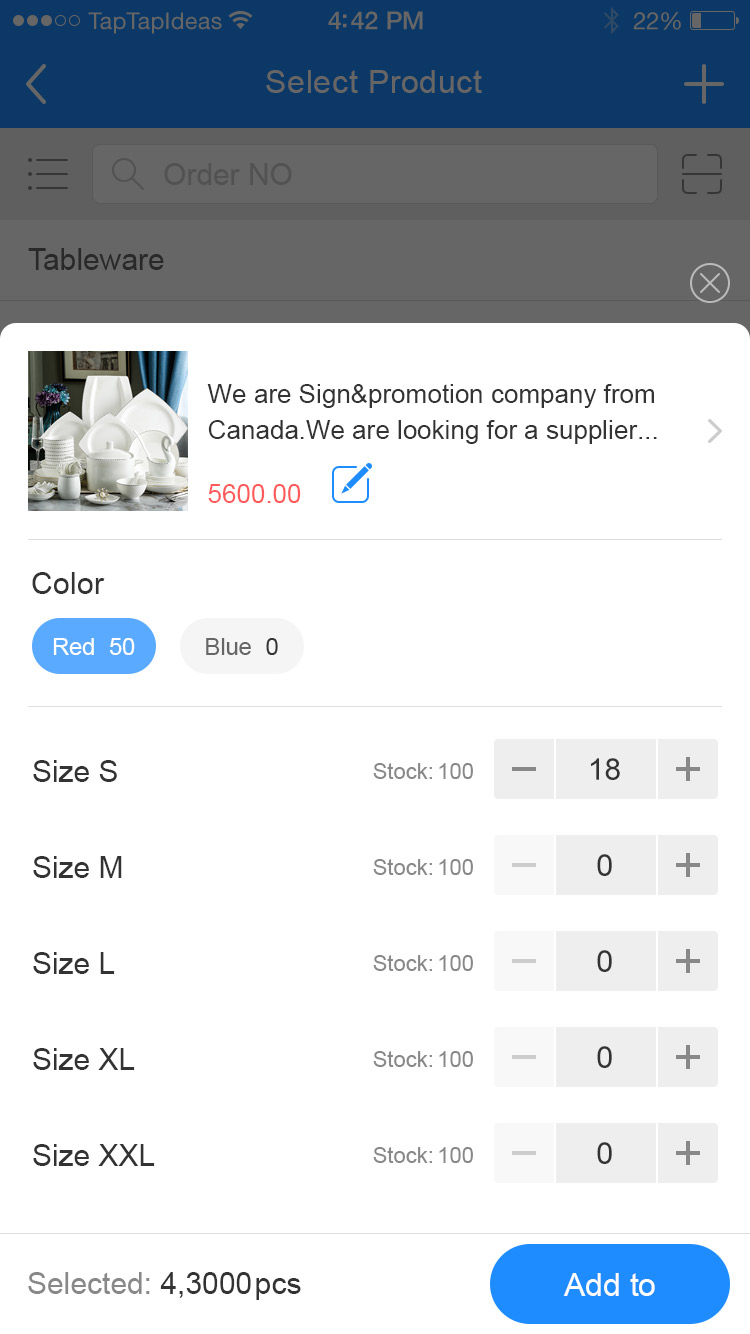 TapTapIdeas 4:42 PM 22%
Select Product
Order NO
Tableware
We are Sign&promotion company from
Canada.We are looking for a supplier...
5600.00
Color
Red 50 Blue 0
Size S Stock: 100 18
Size M Stock: 100 0
Size L Stock: 100 0
Size XL Stock: 100 0
Size XXL Stock: 100 0
Selected: 4,3000pcs Add to